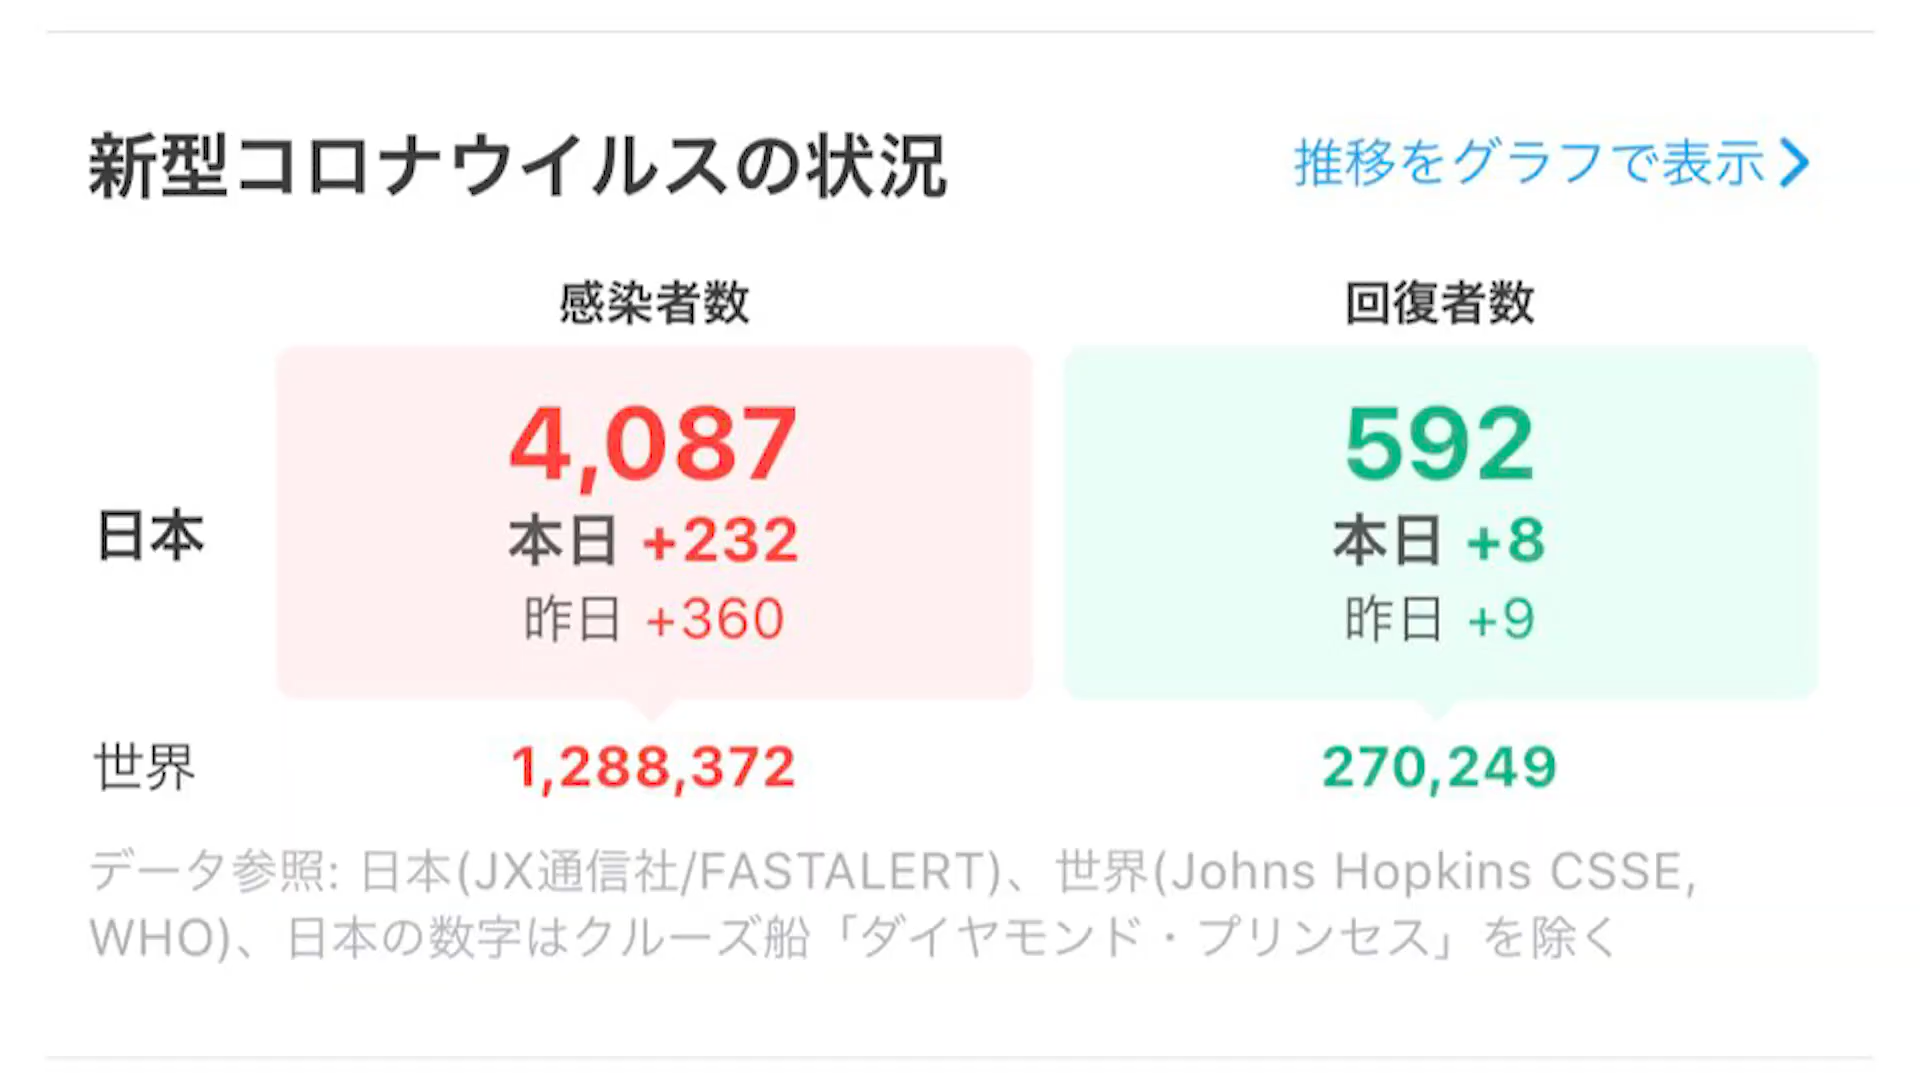 新型コロナウイルスの状況
推移をグラフで表示
感染者数
回復者数
日本
4,087
本日 +232
昨日 +360
592
本日 +8
昨日 +9
世界
1,288,372
270,249
データ参照: 日本(JX通信社/FASTALERT)、世界(Johns Hopkins CSSE,
WHO)、日本の数字はクルーズ船「ダイヤモンド・プリンセス」を除く